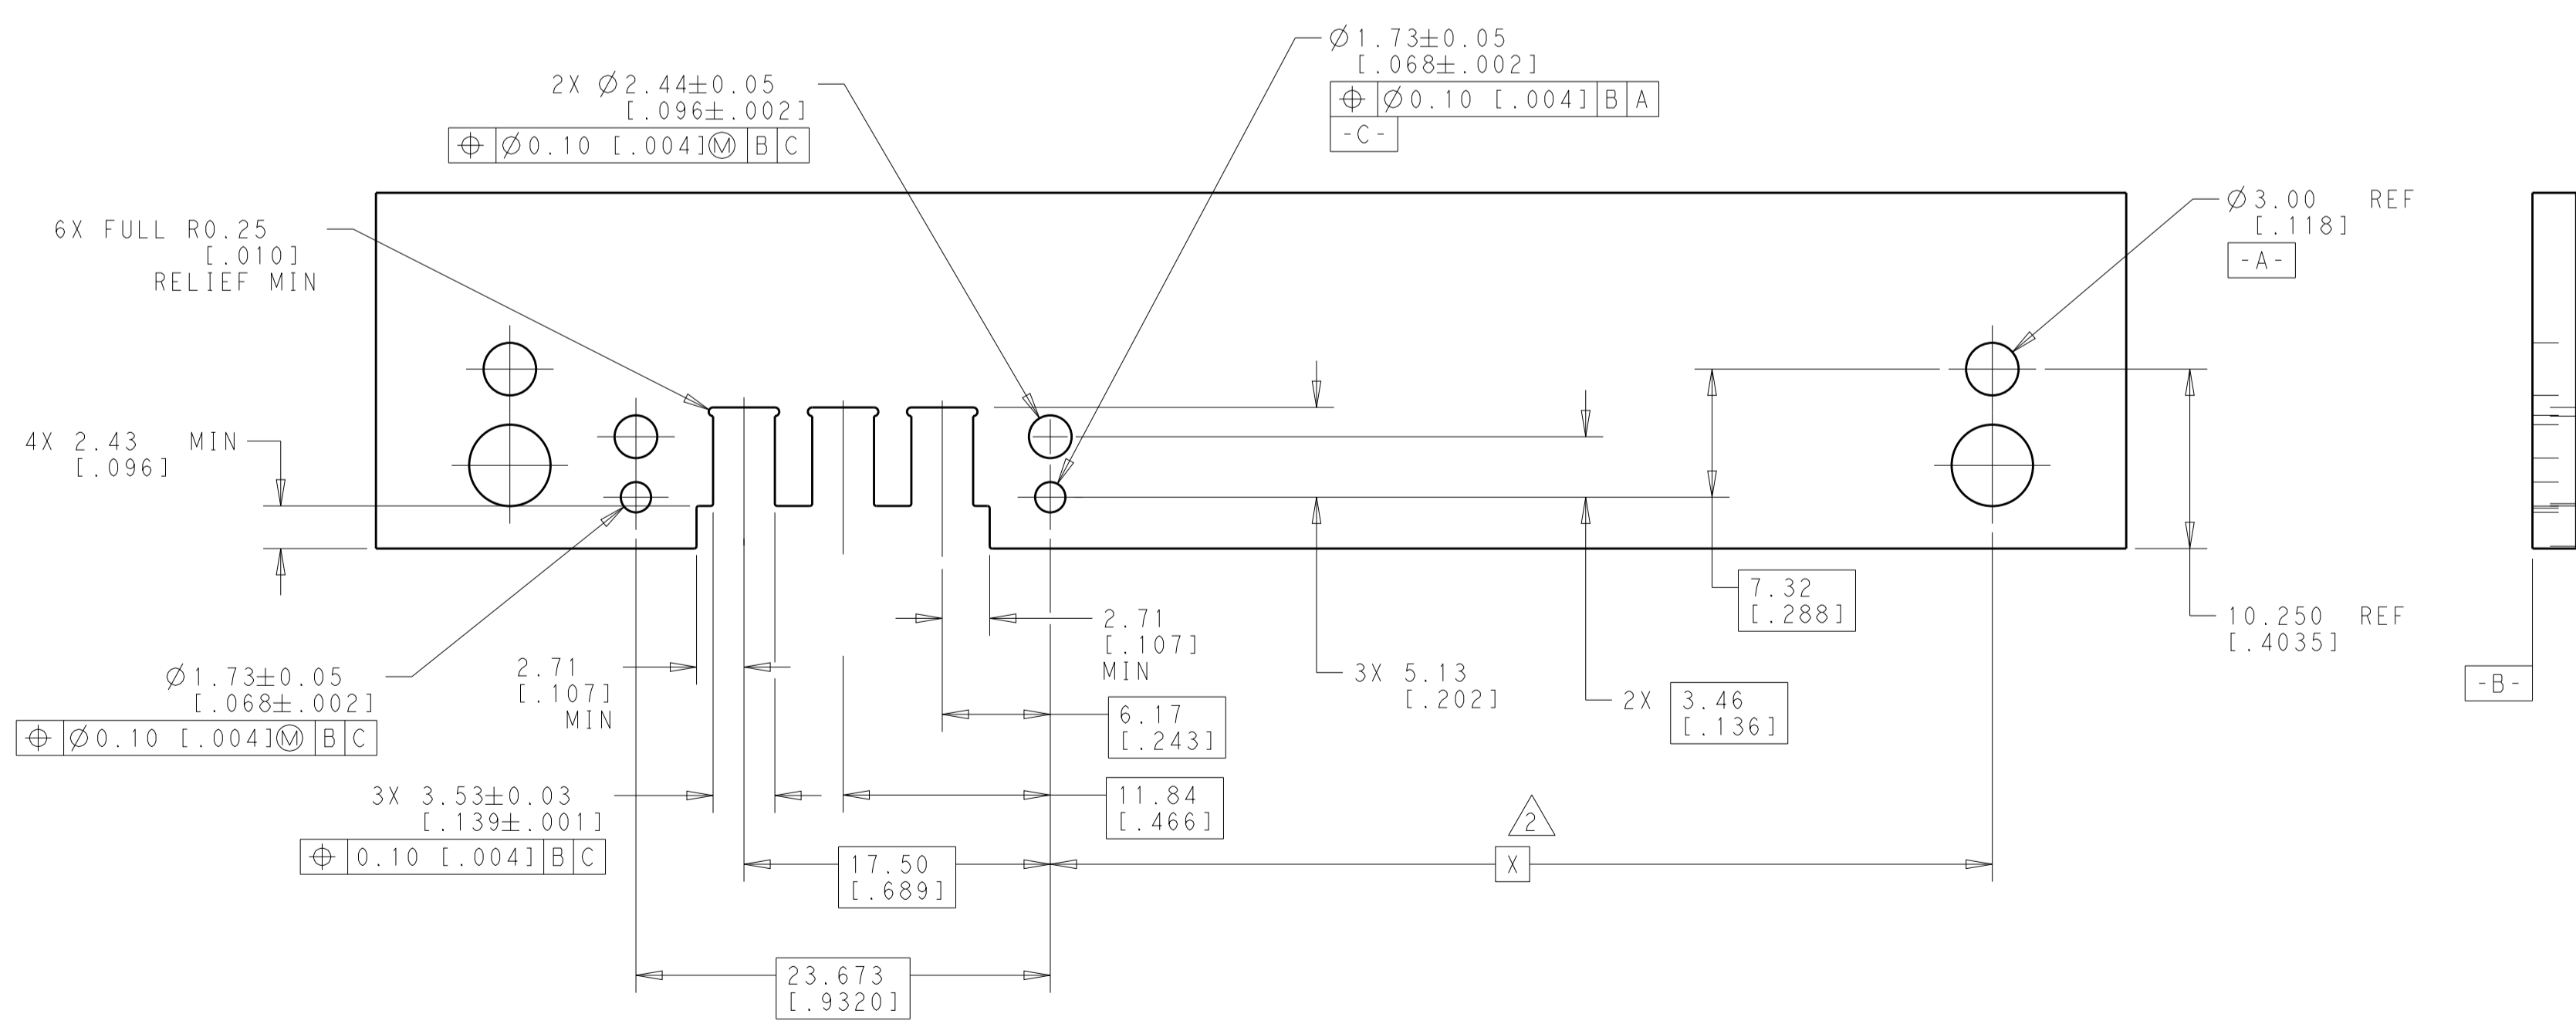 Ø1.73±0.05
[.068±.002]
⌖ Ø0.10 [.004] B A
-C-
2X Ø2.44±0.05
[.096±.002]
⌖ Ø0.10 [.004]Ⓜ B C
Ø3.00 REF
[.118]
-A-
6X FULL R0.25
[.010]
RELIEF MIN
4X 2.43 MIN
[.096]
7.32
[.288]
10.250 REF
[.4035]
2.71
[.107]
MIN
2.71
[.107]
MIN
3X 5.13
[.202]
2X 3.46
[.136]
-B-
Ø1.73±0.05
[.068±.002]
⌖ Ø0.10 [.004]Ⓜ B C
6.17
[.243]
3X 3.53±0.03
[.139±.001]
⌖ 0.10 [.004] B C
11.84
[.466]
2
X
17.50
[.689]
23.673
[.9320]